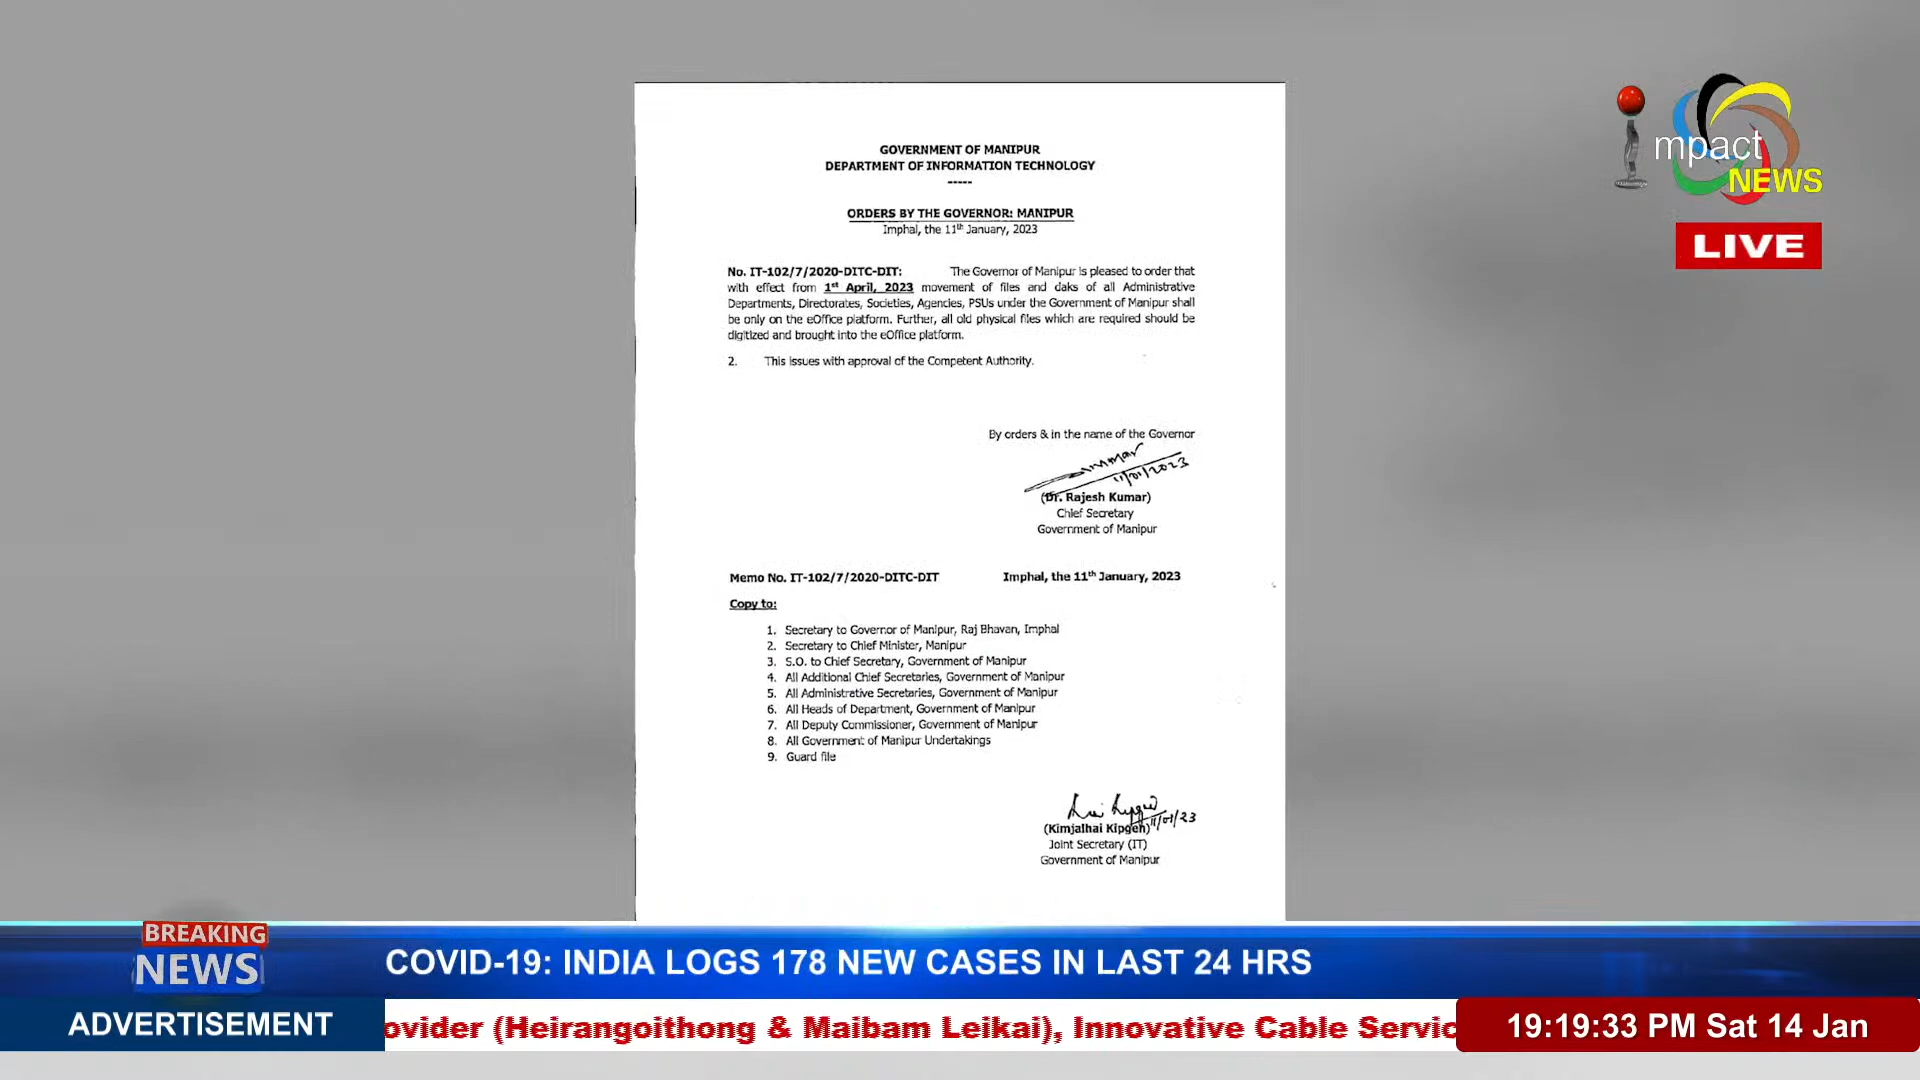 GOVERNMENT OF MANIPUR
DEPARTMENT OF INFORMATION TECHNOLOGY
-----
ORDERS BY THE GOVERNOR: MANIPUR
Imphal, the 11th January, 2023
No. IT-102/7/2020-DITC-DIT: The Governor of Manipur is pleased to order that
with effect from 1st April, 2023 movement of files and daks of all Administrative
Departments, Directorates, Societies, Agencies, PSUs under the Government of Manipur shall
be only on the eOffice platform. Further, all old physical files which are required should be
digitized and brought into the eOffice platform.
2. This issues with approval of the Competent Authority.
By orders & in the name of the Governor
11/01/2023
(Dr. Rajesh Kumar)
Chief Secretary
Government of Manipur
Memo No. IT-102/7/2020-DITC-DIT Imphal, the 11th January, 2023
Copy to:
1. Secretary to Governor of Manipur, Raj Bhavan, Imphal
2. Secretary to Chief Minister, Manipur
3. S.O. to Chief Secretary, Government of Manipur
4. All Additional Chief Secretaries, Government of Manipur
5. All Administrative Secretaries, Government of Manipur
6. All Heads of Department, Government of Manipur
7. All Deputy Commissioner, Government of Manipur
8. All Government of Manipur Undertakings
9. Guard file
11/01/23
(Kimjalhai Kipgen)
Joint Secretary (IT)
Government of Manipur
impact
NEWS
LIVE
BREAKING
NEWS
COVID-19: INDIA LOGS 178 NEW CASES IN LAST 24 HRS
ADVERTISEMENT
ovider (Heirangoithong & Maibam Leikai), Innovative Cable Servic
19:19:33 PM Sat 14 Jan